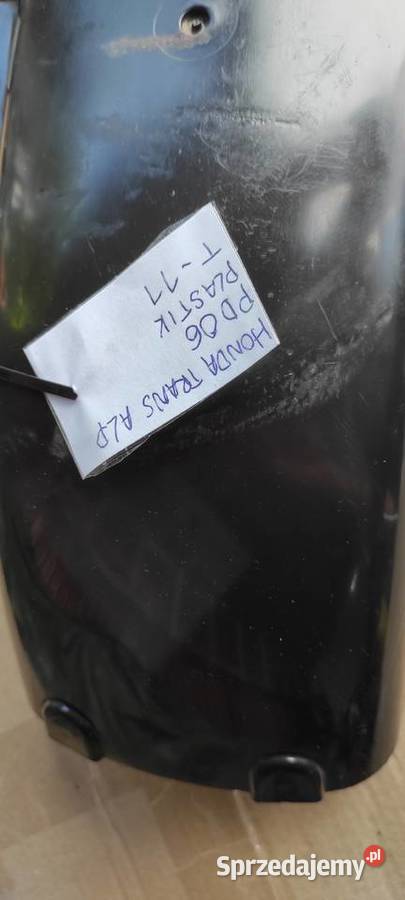 HONDA TRANS ALP
PD06
PLASTIK
T-11
Sprzedajemy.pl